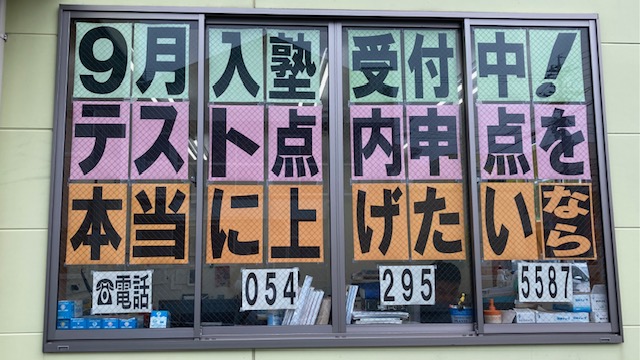 9月入塾受付中!
テスト点内申点を
本当に上げたいなら
☎電話 054 295 5587